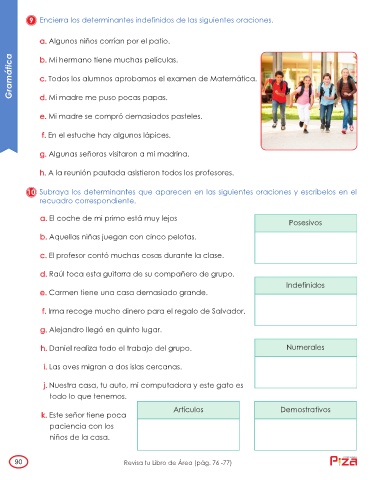 9 Encierra los determinantes indefinidos de las siguientes oraciones.
a. Algunos niños corrían por el patio.
b. Mi hermano tiene muchas películas.
c. Todos los alumnos aprobamos el examen de Matemática.
d. Mi madre me puso pocas papas.
e. Mi madre se compró demasiados pasteles.
f. En el estuche hay algunos lápices.
g. Algunas señoras visitaron a mi madrina.
h. A la reunión pautada asistieron todos los profesores.
Gramática
10 Subraya los determinantes que aparecen en las siguientes oraciones y escríbelos en el
recuadro correspondiente.
a. El coche de mi primo está muy lejos
b. Aquellas niñas juegan con cinco pelotas.
c. El profesor contó muchas cosas durante la clase.
d. Raúl toca esta guitarra de su compañero de grupo.
e. Carmen tiene una casa demasiado grande.
f. Irma recoge mucho dinero para el regalo de Salvador.
g. Alejandro llegó en quinto lugar.
h. Daniel realiza todo el trabajo del grupo.
i. Las aves migran a dos islas cercanas.
j. Nuestra casa, tu auto, mi computadora y este gato es
todo lo que tenemos.
k. Este señor tiene poca
paciencia con los
niños de la casa.
Posesivos
Indefinidos
Numerales
Artículos
Demostrativos
90
Revisa tu Libro de Área (pág. 76 -77)